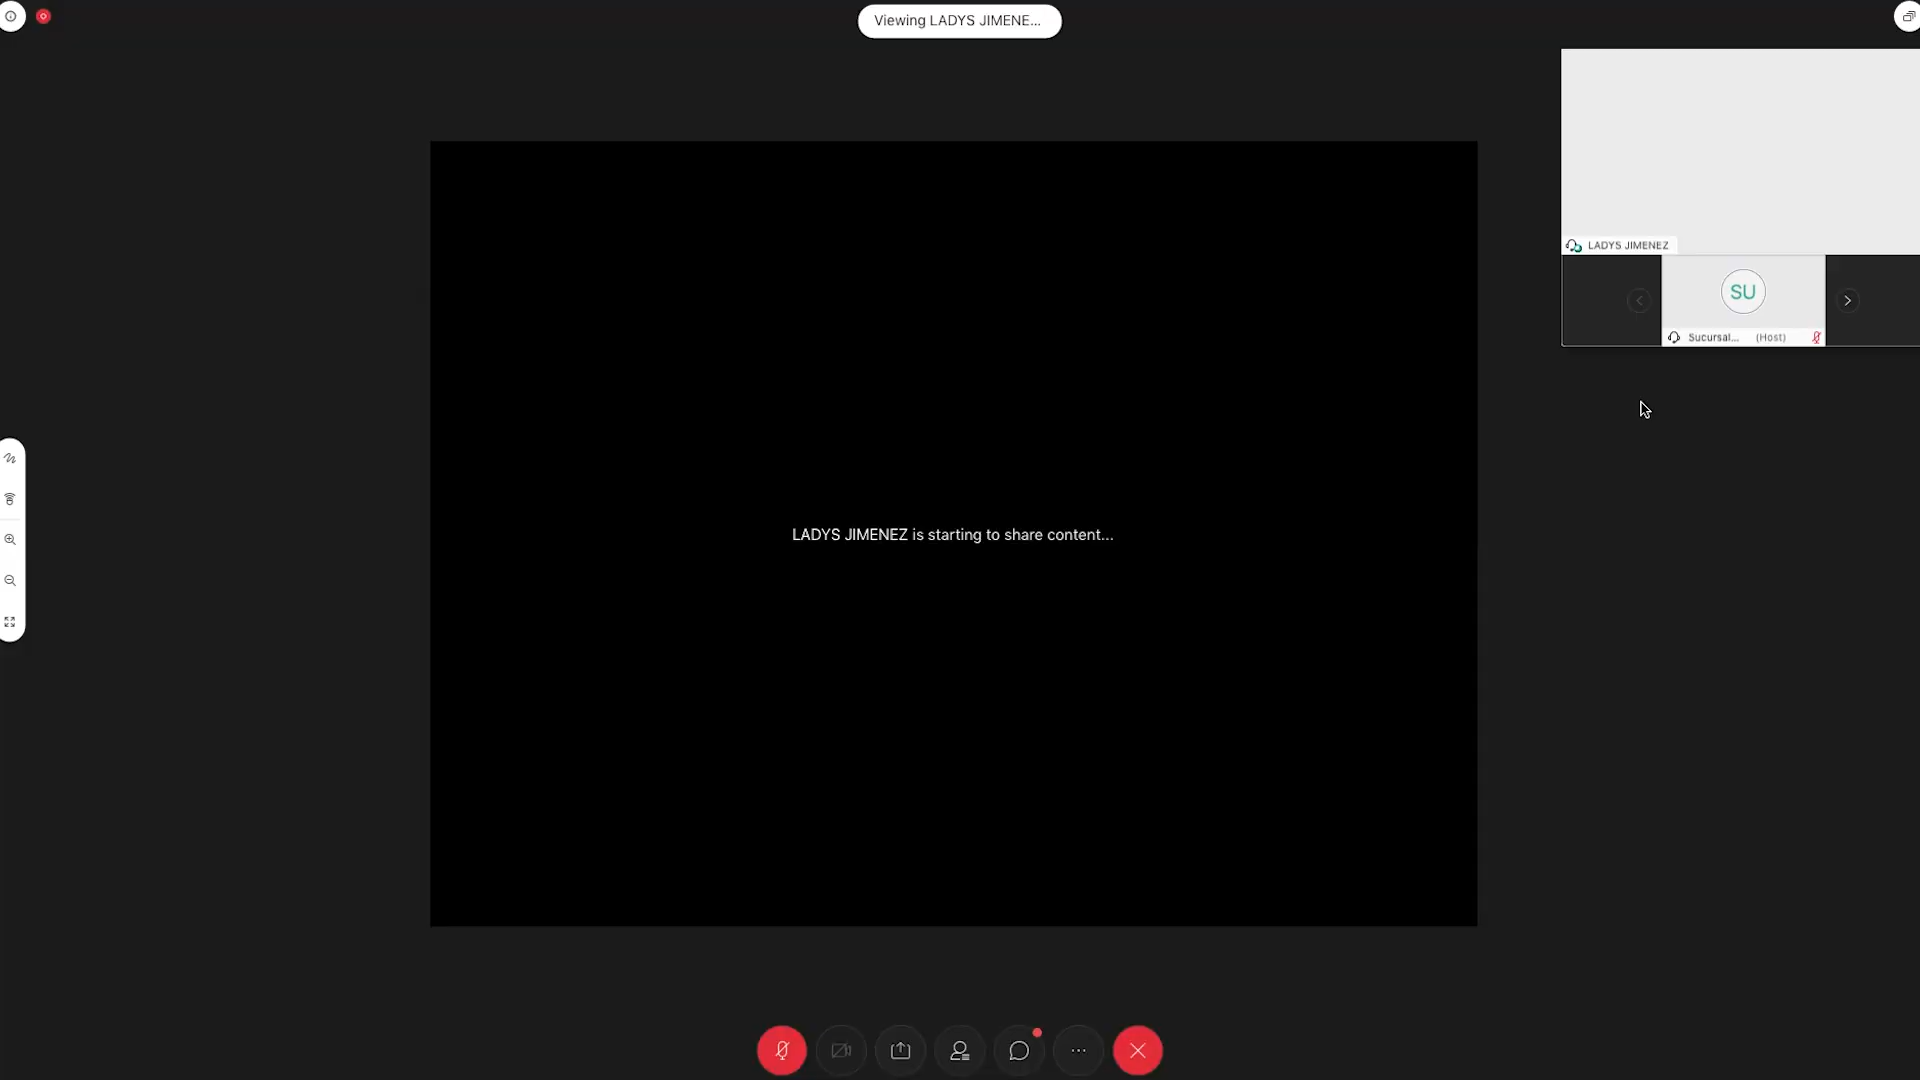 Viewing LADYS JIMENE...
LADYS JIMENEZ
SU
Sucursal... (Host)
LADYS JIMENEZ is starting to share content...